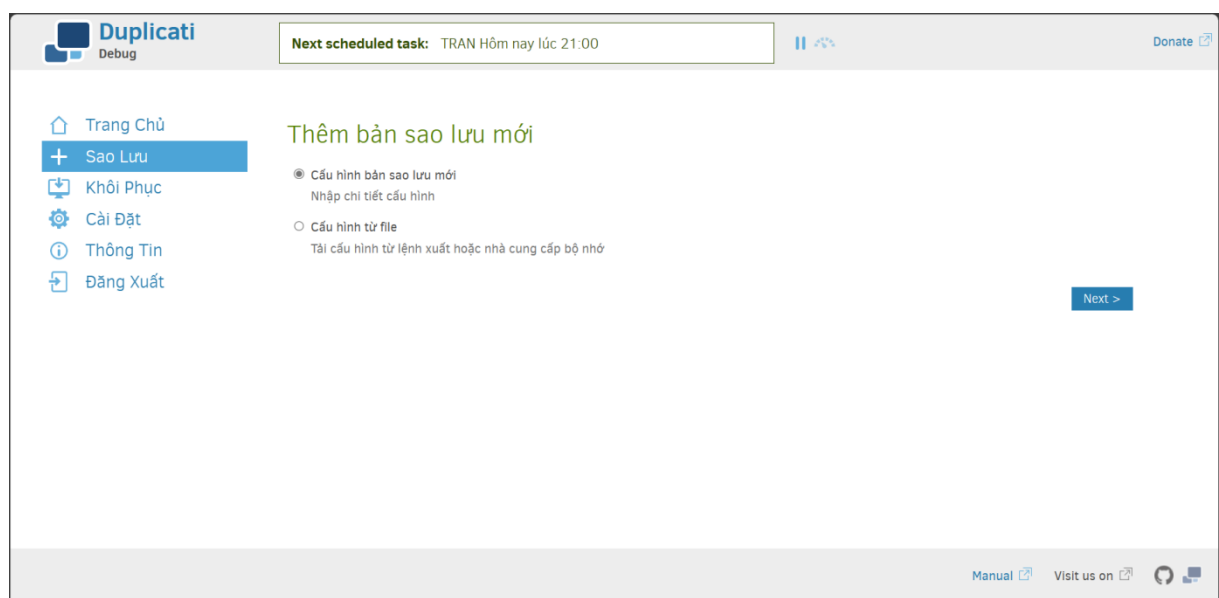 Duplicati
Debug
Next scheduled task: TRAN Hôm nay lúc 21:00
Donate
Trang Chủ
Sao Lưu
Khôi Phục
Cài Đặt
Thông Tin
Đăng Xuất
Thêm bản sao lưu mới
Cấu hình bản sao lưu mới
Nhập chi tiết cấu hình
Cấu hình từ file
Tải cấu hình từ lệnh xuất hoặc nhà cung cấp bộ nhớ
Next >
Manual Visit us on